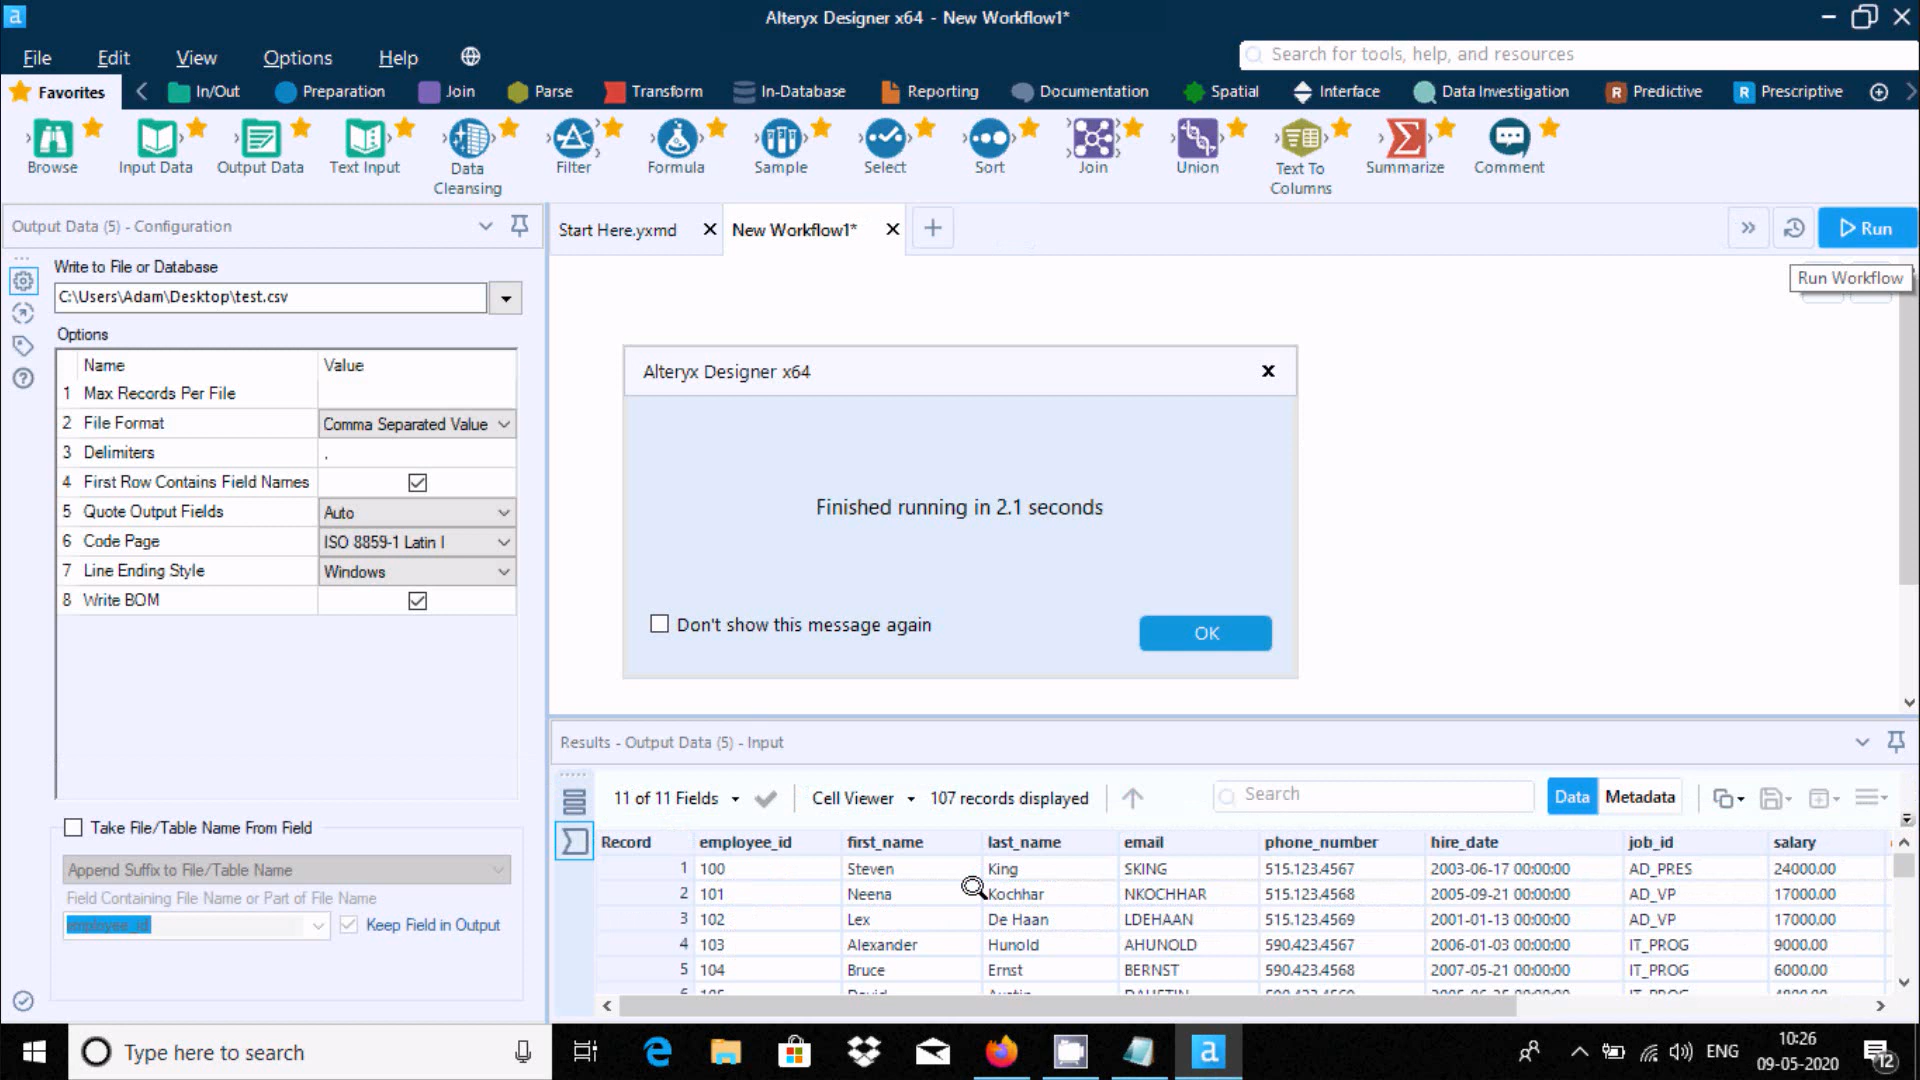 Alteryx Designer x64 - New Workflow1*
File Edit View Options Help
Search for tools, help, and resources
Favorites In/Out Preparation Join Parse Transform In-Database Reporting Documentation Spatial Interface Data Investigation Predictive Prescriptive
Browse Input Data Output Data Text Input Data Cleansing Filter Formula Sample Select Sort Join Union Text To Columns Summarize Comment
Output Data (5) - Configuration
Start Here.yxmd New Workflow1*
Run
Run Workflow
Write to File or Database
C:\Users\Adam\Desktop\test.csv
Options
Name Value
1 Max Records Per File
2 File Format Comma Separated Value
3 Delimiters ,
4 First Row Contains Field Names
5 Quote Output Fields Auto
6 Code Page ISO 8859-1 Latin I
7 Line Ending Style Windows
8 Write BOM
Take File/Table Name From Field
Append Suffix to File/Table Name
Field Containing File Name or Part of File Name
employee_id Keep Field in Output
Alteryx Designer x64
Finished running in 2.1 seconds
Don't show this message again
OK
Results - Output Data (5) - Input
11 of 11 Fields Cell Viewer 107 records displayed Search Data Metadata
Record employee_id first_name last_name email phone_number hire_date job_id salary
1 100 Steven King SKING 515.123.4567 2003-06-17 00:00:00 AD_PRES 24000.00
2 101 Neena Kochhar NKOCHHAR 515.123.4568 2005-09-21 00:00:00 AD_VP 17000.00
3 102 Lex De Haan LDEHAAN 515.123.4569 2001-01-13 00:00:00 AD_VP 17000.00
4 103 Alexander Hunold AHUNOLD 590.423.4567 2006-01-03 00:00:00 IT_PROG 9000.00
5 104 Bruce Ernst BERNST 590.423.4568 2007-05-21 00:00:00 IT_PROG 6000.00
Type here to search
ENG
10:26
09-05-2020
12